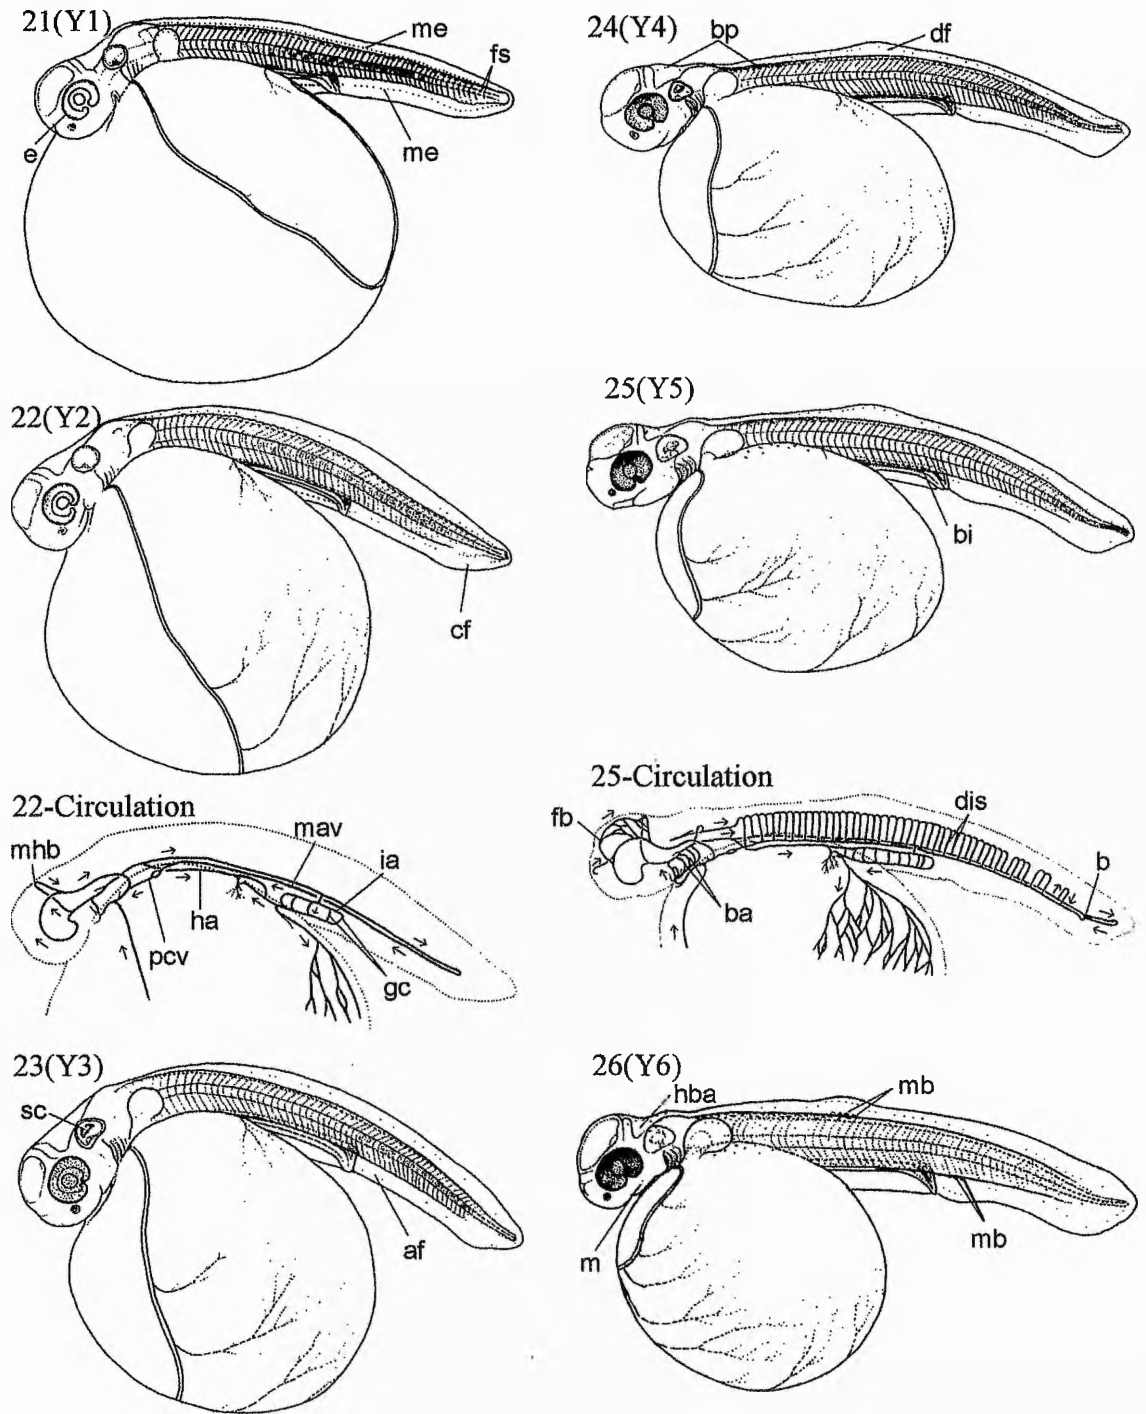 21(Y1)
me
fs
e
me
22(Y2)
cf
22-Circulation
mhb
mav
ia
ha
pcv
gc
23(Y3)
sc
af
24(Y4)
bp
df
25(Y5)
bi
25-Circulation
fb
dis
b
ba
26(Y6)
hba
mb
m
mb